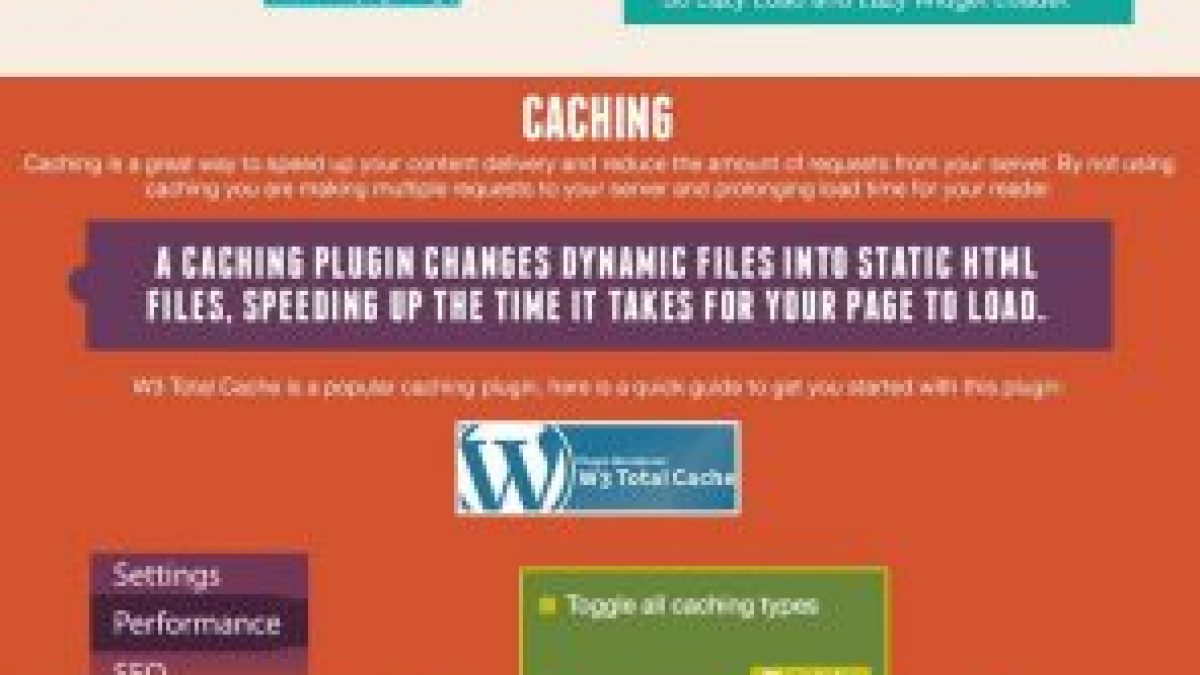 Lazy Load and Lazy Widget Loader
CACHING
Caching is a great way to speed up your content delivery and reduce the amount of requests from your server. By not using
caching you are making multiple requests to your server and prolonging load time for your reader.
A CACHING PLUGIN CHANGES DYNAMIC FILES INTO STATIC HTML
FILES, SPEEDING UP THE TIME IT TAKES FOR YOUR PAGE TO LOAD.
W3 Total Cache is a popular caching plugin, here is a quick guide to get you started with this plugin:
W3 Total Cache
Settings
Toggle all caching types
Performance
SEO